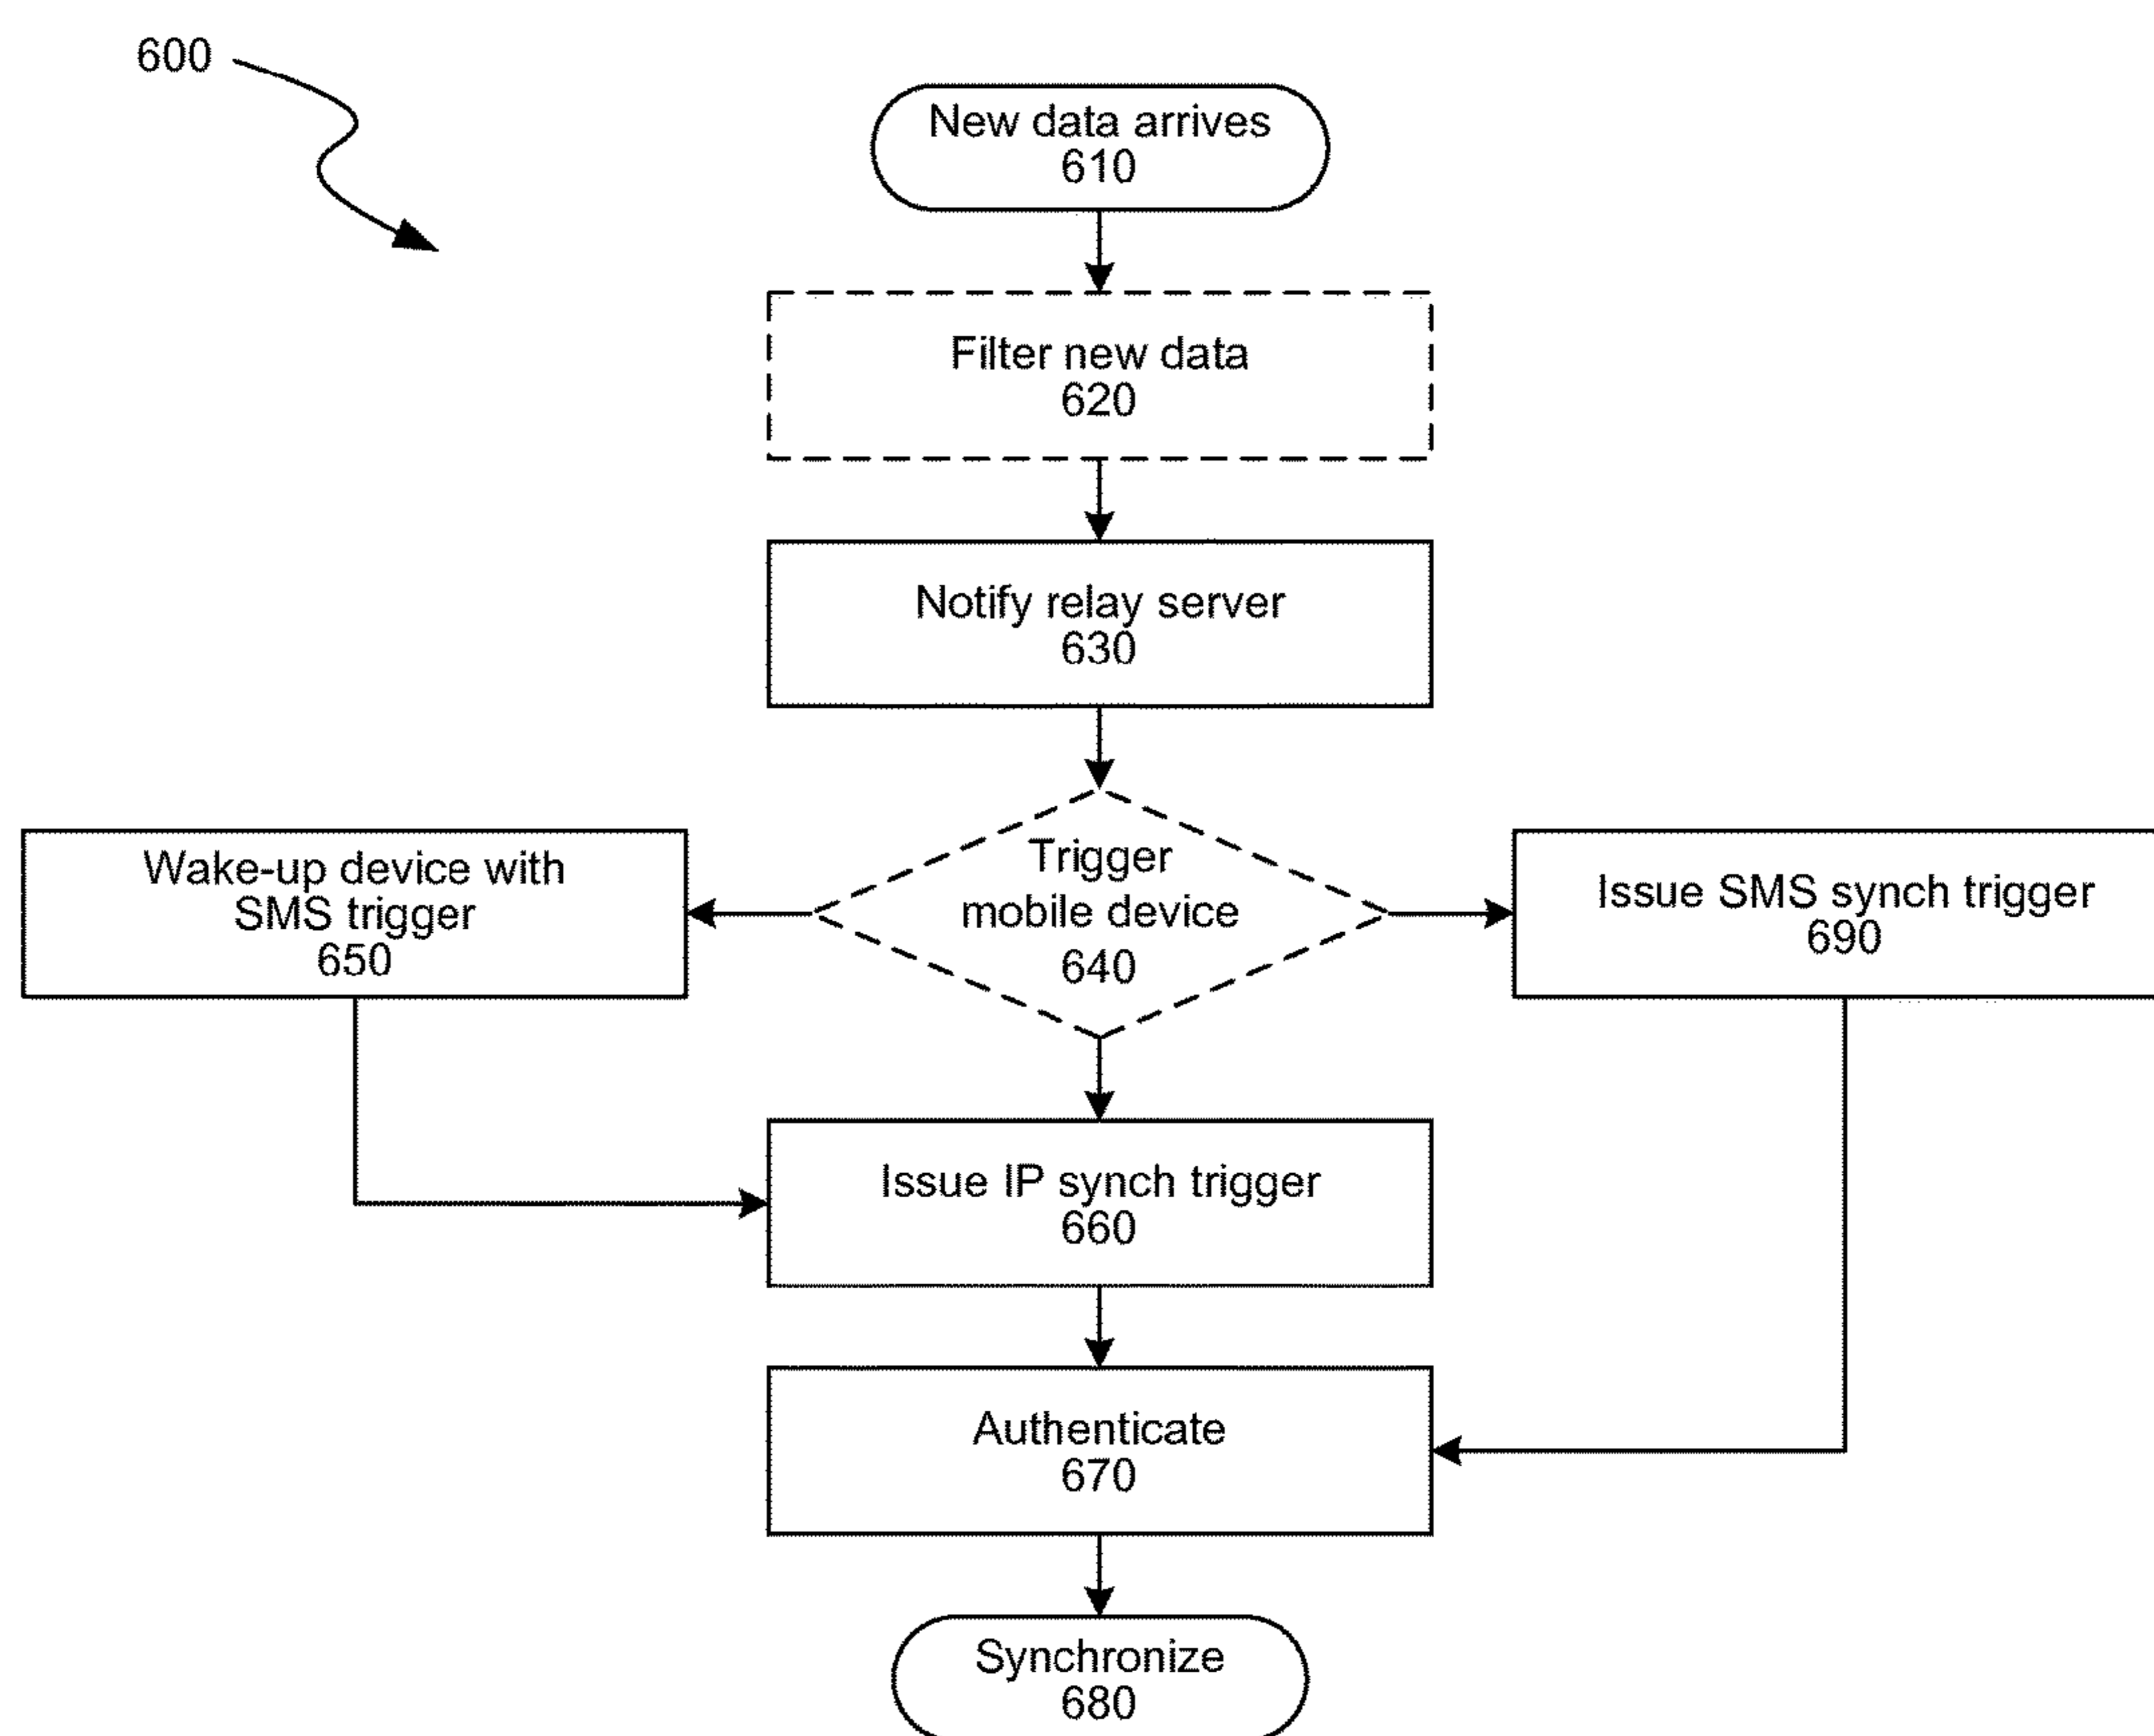 600
New data arrives
610
Filter new data
620
Notify relay server
630
Trigger
mobile device
640
Wake-up device with
SMS trigger
650
Issue SMS synch trigger
690
Issue IP synch trigger
660
Authenticate
670
Synchronize
680